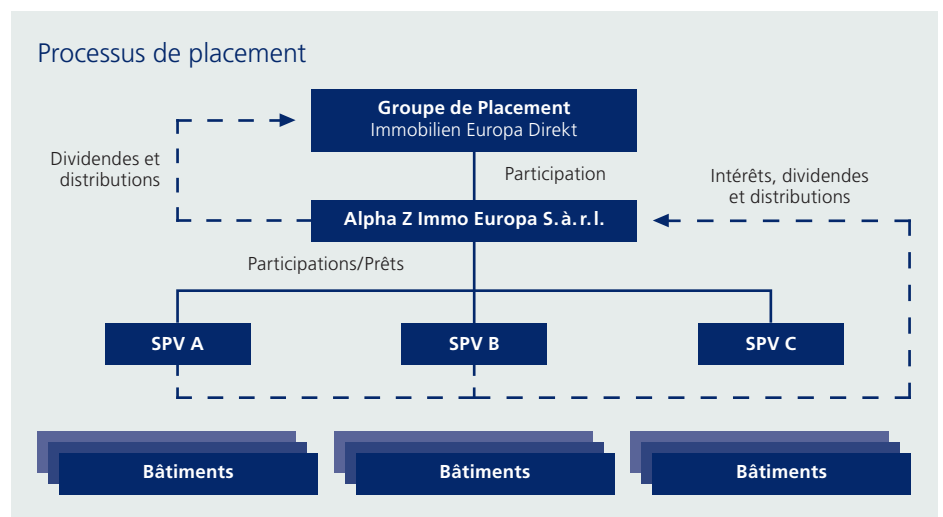 Processus de placement
Groupe de Placement
Immobilien Europa Direkt
Dividendes et
distributions
Participation
Intérêts, dividendes
et distributions
Alpha Z Immo Europa S.à.r.l.
Participations/Prêts
SPV A
SPV B
SPV C
Bâtiments
Bâtiments
Bâtiments